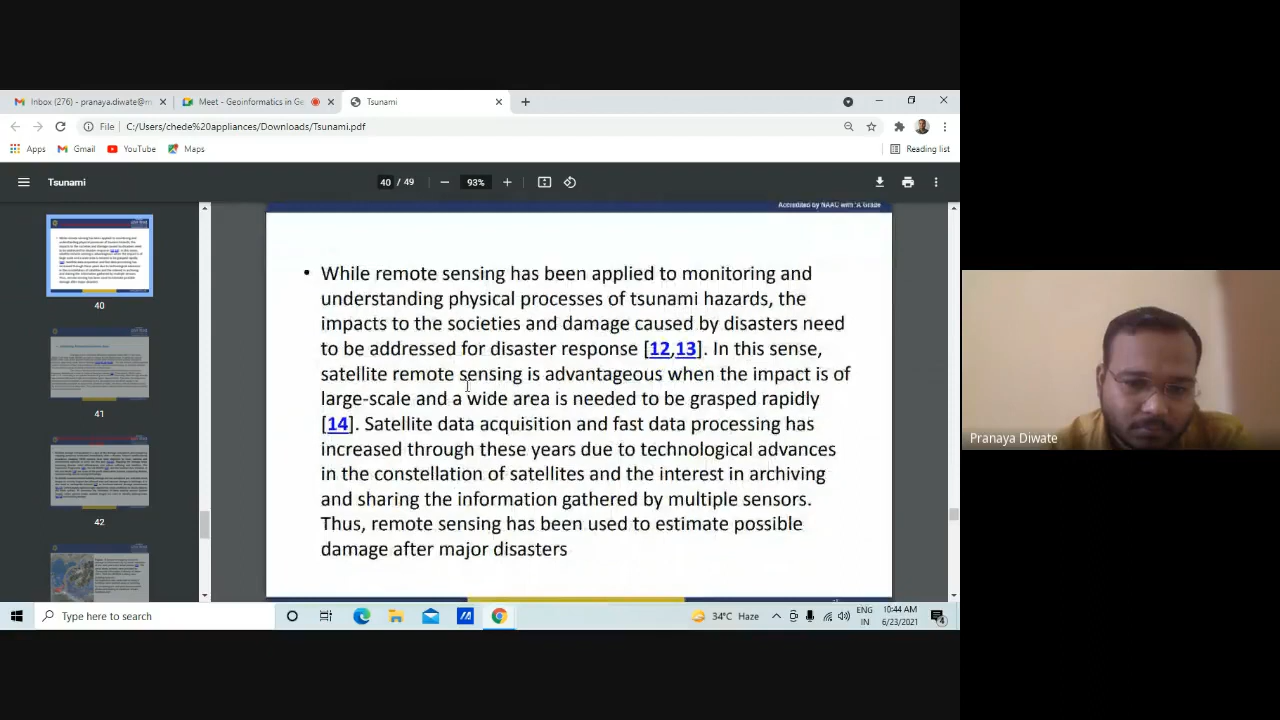 Inbox (276) - pranaya.diwate@m
Meet - Geoinformatics in Ge
Tsunami
File
C:/Users/chede%20appliances/Downloads/Tsunami.pdf
Apps
Gmail
YouTube
Maps
Reading list
Tsunami
40 / 49
93%
Accredited by NAAC with 'A' Grade
• While remote sensing has been applied to monitoring and
understanding physical processes of tsunami hazards, the
impacts to the societies and damage caused by disasters need
to be addressed for disaster response [12,13]. In this sense,
satellite remote sensing is advantageous when the impact is of
large-scale and a wide area is needed to be grasped rapidly
[14]. Satellite data acquisition and fast data processing has
increased through these years due to technological advances
in the constellation of satellites and the interest in archiving
and sharing the information gathered by multiple sensors.
Thus, remote sensing has been used to estimate possible
damage after major disasters
40
41
42
Pranaya Diwate
Type here to search
34°C Haze
ENG
IN
10:44 AM
6/23/2021
4